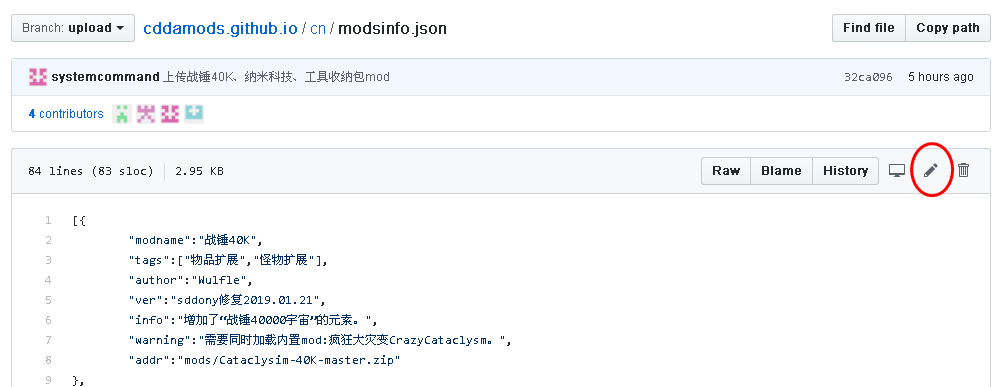 Branch: upload cddamods.github.io / cn / modsinfo.json Find file Copy path
systemcommand 上传战锤40K、纳米科技、工具收纳包mod 32ca096 5 hours ago
4 contributors
84 lines (83 sloc) 2.95 KB Raw Blame History
1 [{
2 "modname":"战锤40K",
3 "tags":["物品扩展","怪物扩展"],
4 "author":"Wulfle",
5 "ver":"sddony修复2019.01.21",
6 "info":"增加了“战锤40000宇宙”的元素。",
7 "warning":"需要同时加载内置mod:疯狂大灾变CrazyCataclysm。",
8 "addr":"mods/Cataclysim-40K-master.zip"
9 },